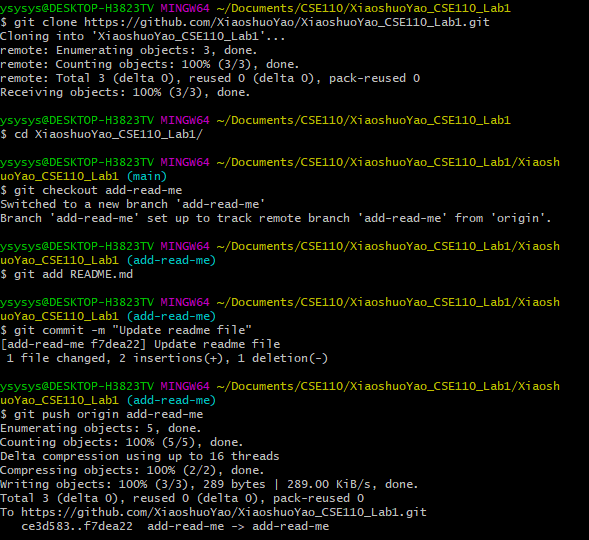 ysysys@DESKTOP-H3823TV MINGW64 ~/Documents/CSE110/XiaoshuoYao_CSE110_Lab1
$ git clone https://github.com/XiaoshuoYao/XiaoshuoYao_CSE110_Lab1.git
Cloning into 'XiaoshuoYao_CSE110_Lab1'...
remote: Enumerating objects: 3, done.
remote: Counting objects: 100% (3/3), done.
remote: Total 3 (delta 0), reused 0 (delta 0), pack-reused 0
Receiving objects: 100% (3/3), done.

ysysys@DESKTOP-H3823TV MINGW64 ~/Documents/CSE110/XiaoshuoYao_CSE110_Lab1
$ cd XiaoshuoYao_CSE110_Lab1/

ysysys@DESKTOP-H3823TV MINGW64 ~/Documents/CSE110/XiaoshuoYao_CSE110_Lab1/Xiaosh
uoYao_CSE110_Lab1 (main)
$ git checkout add-read-me
Switched to a new branch 'add-read-me'
Branch 'add-read-me' set up to track remote branch 'add-read-me' from 'origin'.

ysysys@DESKTOP-H3823TV MINGW64 ~/Documents/CSE110/XiaoshuoYao_CSE110_Lab1/Xiaosh
uoYao_CSE110_Lab1 (add-read-me)
$ git add README.md

ysysys@DESKTOP-H3823TV MINGW64 ~/Documents/CSE110/XiaoshuoYao_CSE110_Lab1/Xiaosh
uoYao_CSE110_Lab1 (add-read-me)
$ git commit -m "Update readme file"
[add-read-me f7dea22] Update readme file
 1 file changed, 2 insertions(+), 1 deletion(-)

ysysys@DESKTOP-H3823TV MINGW64 ~/Documents/CSE110/XiaoshuoYao_CSE110_Lab1/Xiaosh
uoYao_CSE110_Lab1 (add-read-me)
$ git push origin add-read-me
Enumerating objects: 5, done.
Counting objects: 100% (5/5), done.
Delta compression using up to 16 threads
Compressing objects: 100% (2/2), done.
Writing objects: 100% (3/3), 289 bytes | 289.00 KiB/s, done.
Total 3 (delta 0), reused 0 (delta 0), pack-reused 0
To https://github.com/XiaoshuoYao/XiaoshuoYao_CSE110_Lab1.git
   ce3d583..f7dea22  add-read-me -> add-read-me